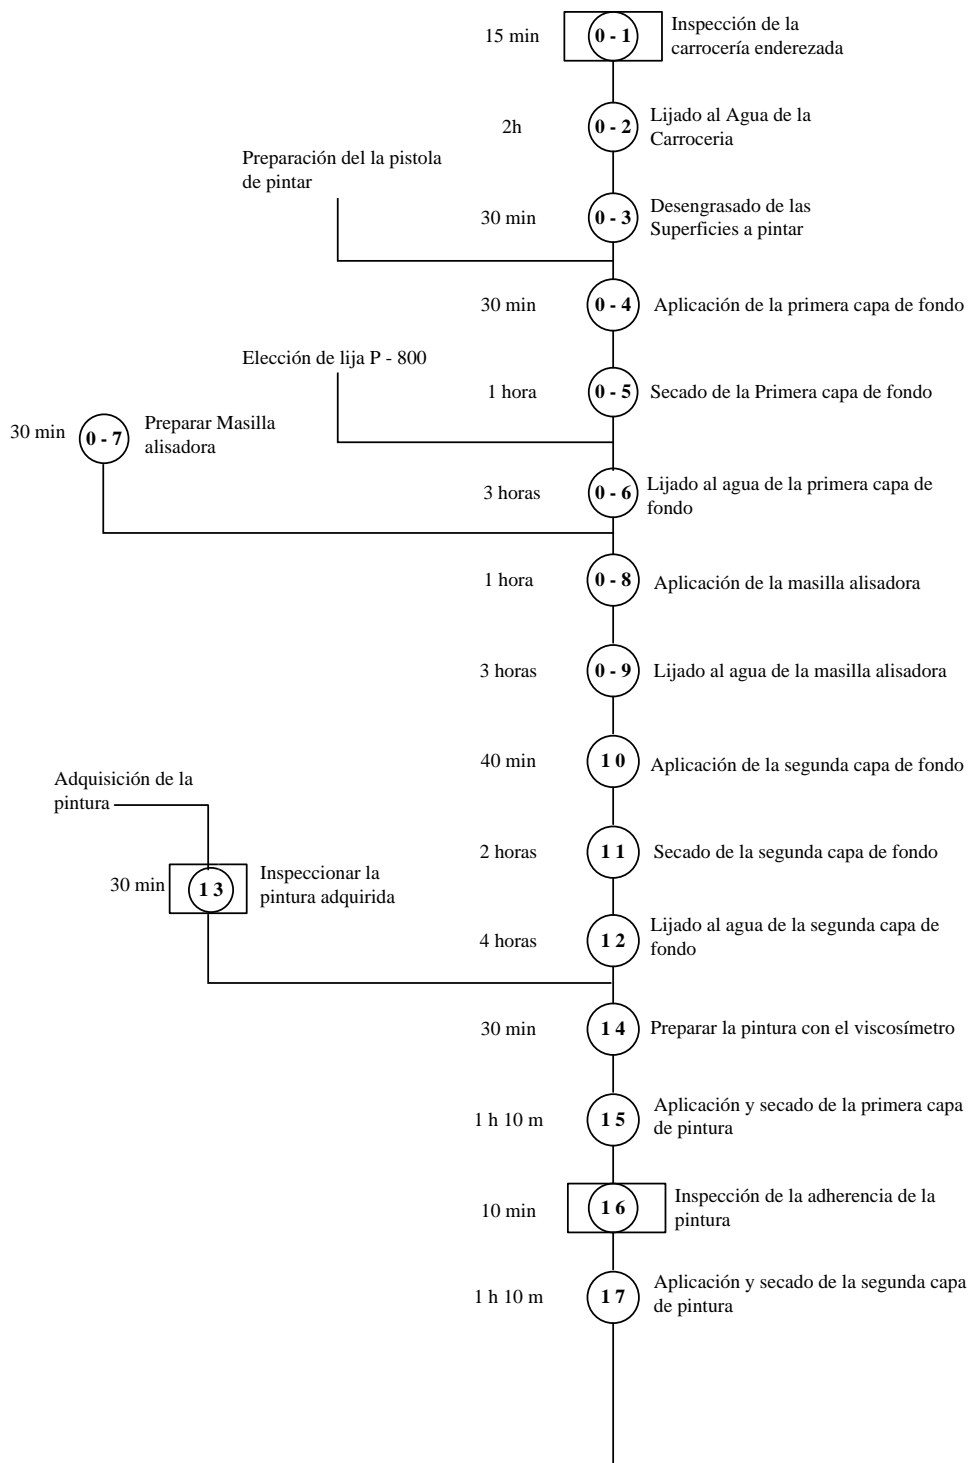 15 min
0 - 1
Inspección de la
carrocería enderezada
2h
0 - 2
Lijado al Agua de la
Carroceria
Preparación del la pistola
de pintar
30 min
0 - 3
Desengrasado de las
Superficies a pintar
30 min
0 - 4
Aplicación de la primera capa de fondo
Elección de lija P - 800
1 hora
0 - 5
Secado de la Primera capa de fondo
30 min
0 - 7
Preparar Masilla
alisadora
3 horas
0 - 6
Lijado al agua de la primera capa de
fondo
1 hora
0 - 8
Aplicación de la masilla alisadora
3 horas
0 - 9
Lijado al agua de la masilla alisadora
40 min
1 0
Aplicación de la segunda capa de fondo
Adquisición de la
pintura
2 horas
1 1
Secado de la segunda capa de fondo
30 min
1 3
Inspeccionar la
pintura adquirida
4 horas
1 2
Lijado al agua de la segunda capa de
fondo
30 min
1 4
Preparar la pintura con el viscosímetro
1 h 10 m
1 5
Aplicación y secado de la primera capa
de pintura
10 min
1 6
Inspección de la adherencia de la
pintura
1 h 10 m
1 7
Aplicación y secado de la segunda capa
de pintura